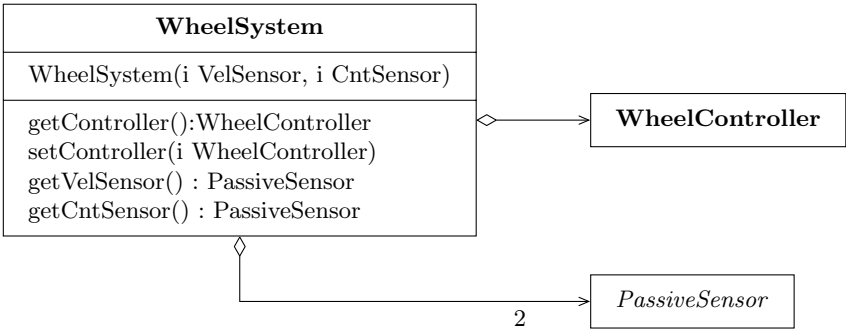 WheelSystem
WheelSystem(i VelSensor, i CntSensor)
getController():WheelController
setController(i WheelController)
getVelSensor() : PassiveSensor
getCntSensor() : PassiveSensor
WheelController
2
PassiveSensor